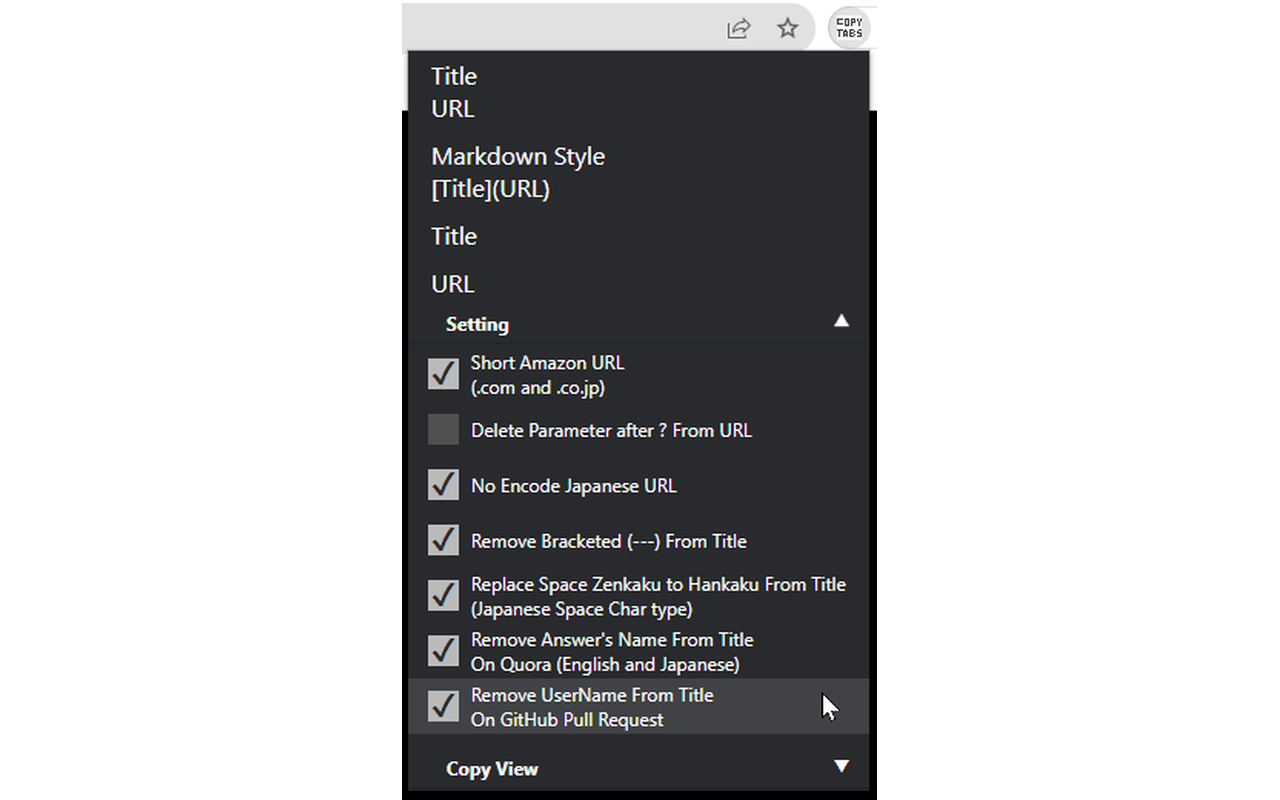 COPY
TABS
Title
URL
Markdown Style
[Title](URL)
Title
URL
Setting
Short Amazon URL
(.com and .co.jp)
Delete Parameter after ? From URL
No Encode Japanese URL
Remove Bracketed (---) From Title
Replace Space Zenkaku to Hankaku From Title
(Japanese Space Char type)
Remove Answer's Name From Title
On Quora (English and Japanese)
Remove UserName From Title
On GitHub Pull Request
Copy View